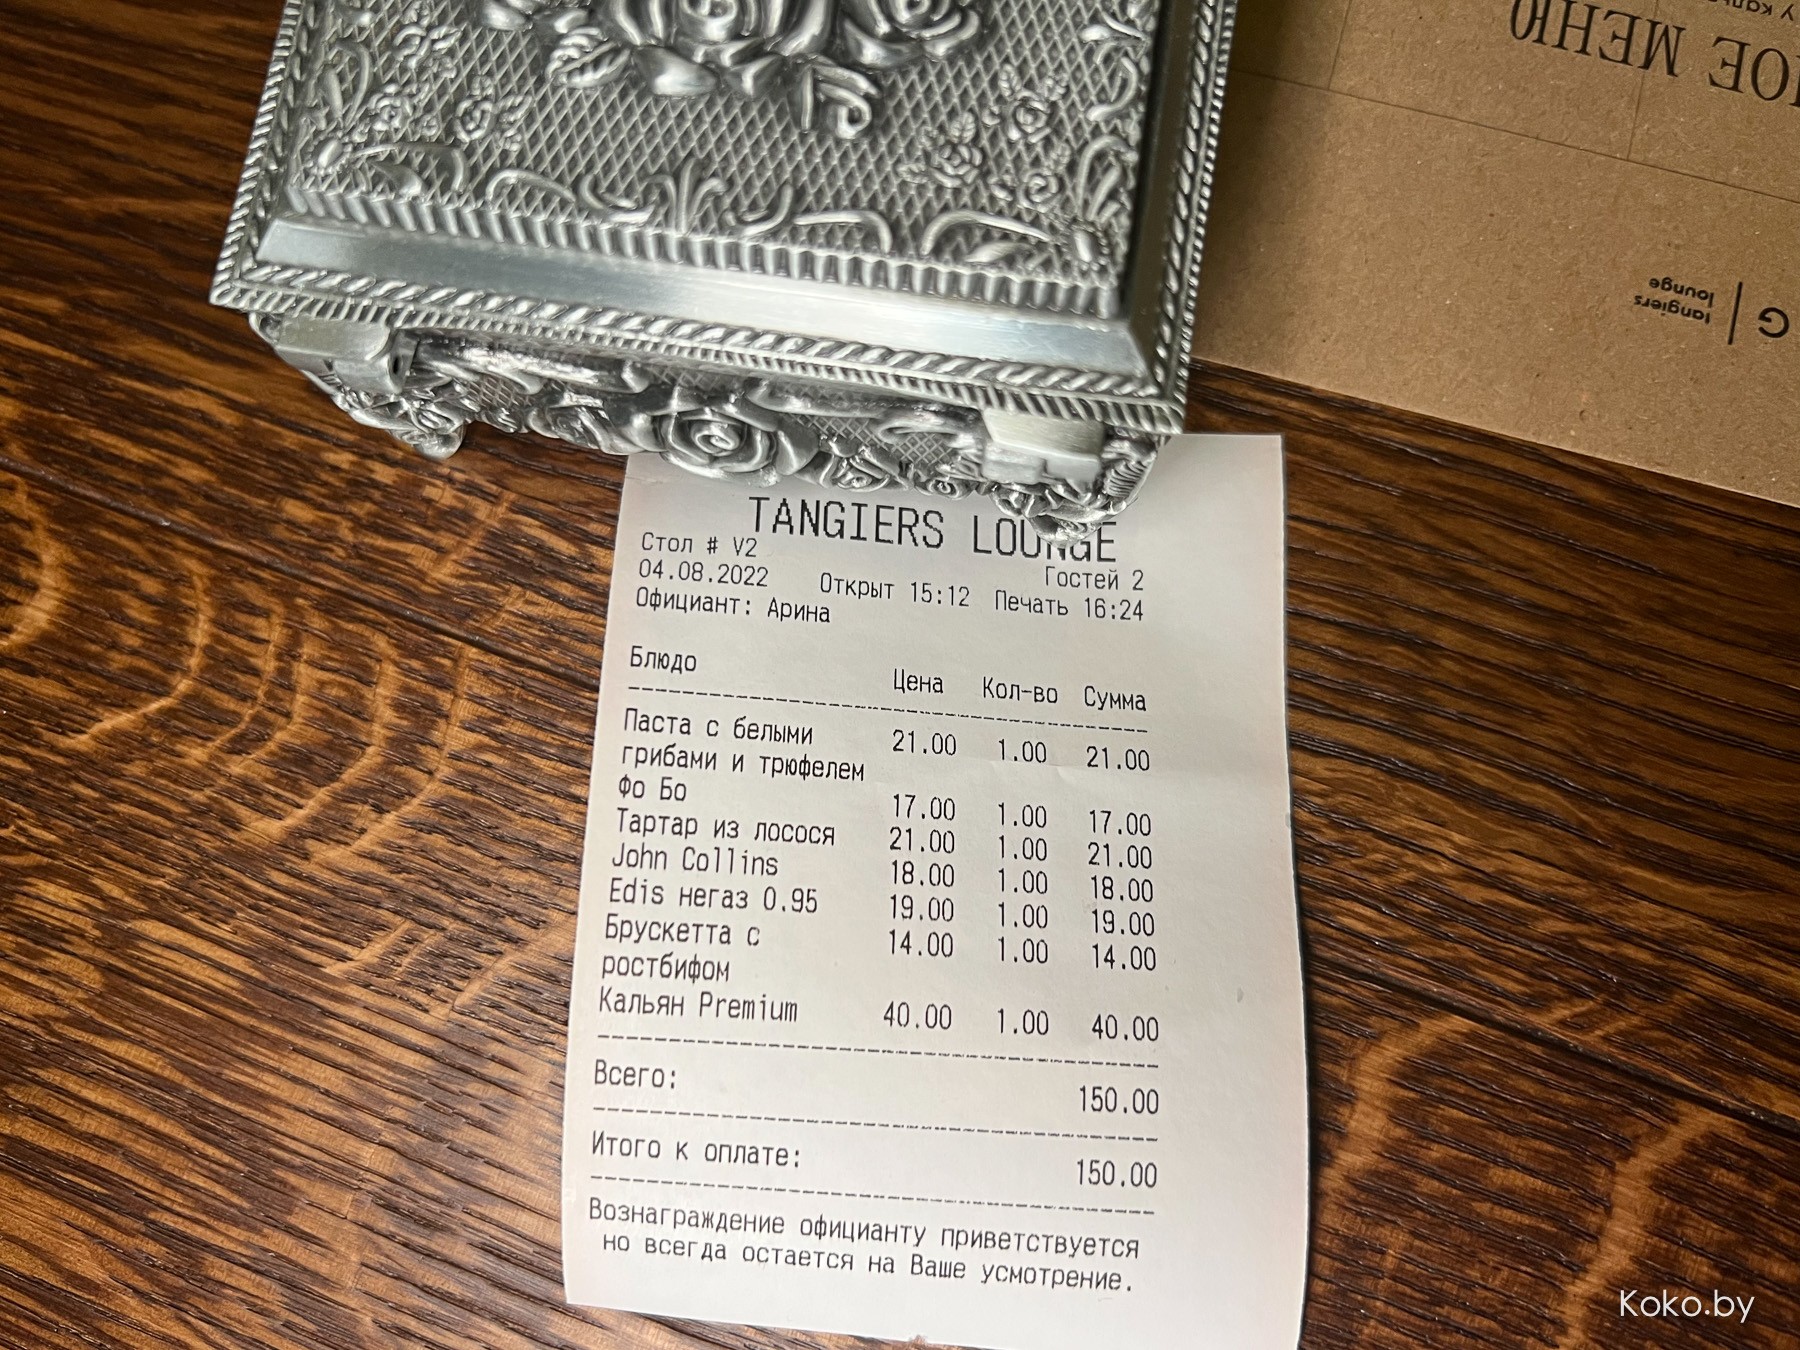 У каль
НОЕ МЕНЮ
G
tangiers
lounge
TANGIERS LOUNGE
Стол # V2 Гостей 2
04.08.2022 Открыт 15:12 Печать 16:24
Официант: Арина
Блюдо Цена Кол-во Сумма
Паста с белыми 21.00 1.00 21.00
грибами и трюфелем
Фо Бо 17.00 1.00 17.00
Тартар из лосося 21.00 1.00 21.00
John Collins 18.00 1.00 18.00
Edis негаз 0.95 19.00 1.00 19.00
Брускетта с 14.00 1.00 14.00
ростбифом
Кальян Premium 40.00 1.00 40.00
Всего: 150.00
Итого к оплате: 150.00
Вознаграждение официанту приветствуется
но всегда остается на Ваше усмотрение.
Koko.by